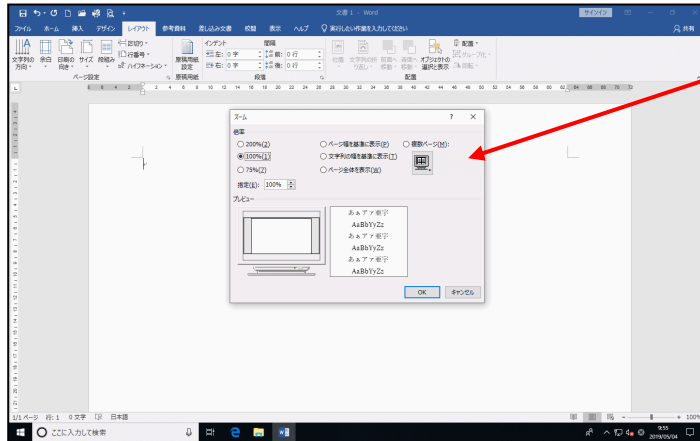 文書 1 - Word
サインイン
ファイル ホーム 挿入 デザイン レイアウト 参考資料 差し込み文書 校閲 表示 ヘルプ 実行したい作業を入力してください 共有
文字列の方向 余白 印刷の向き サイズ 段組み
区切り
行番号
ハイフネーション
ページ設定
原稿用紙設定
原稿用紙
インデント 間隔
左: 0 字 前: 0 行
右: 0 字 後: 0 行
段落
位置 文字列の折り返し 前面へ移動 背面へ移動 オブジェクトの選択と表示
配置
グループ化
回転
配置
ズーム ? ×
倍率
200%(2) ページ幅を基準に表示(P) 複数ページ(M):
100%(1) 文字列の幅を基準に表示(T)
75%(7) ページ全体を表示(W)
指定(E): 100%
プレビュー
あぁアァ亜宇
AaBbYyZz
あぁアァ亜宇
AaBbYyZz
あぁアァ亜宇
AaBbYyZz
OK キャンセル
1/1 ページ 行: 1 0 文字 日本語 100%
ここに入力して検索
9:55
2019/05/04